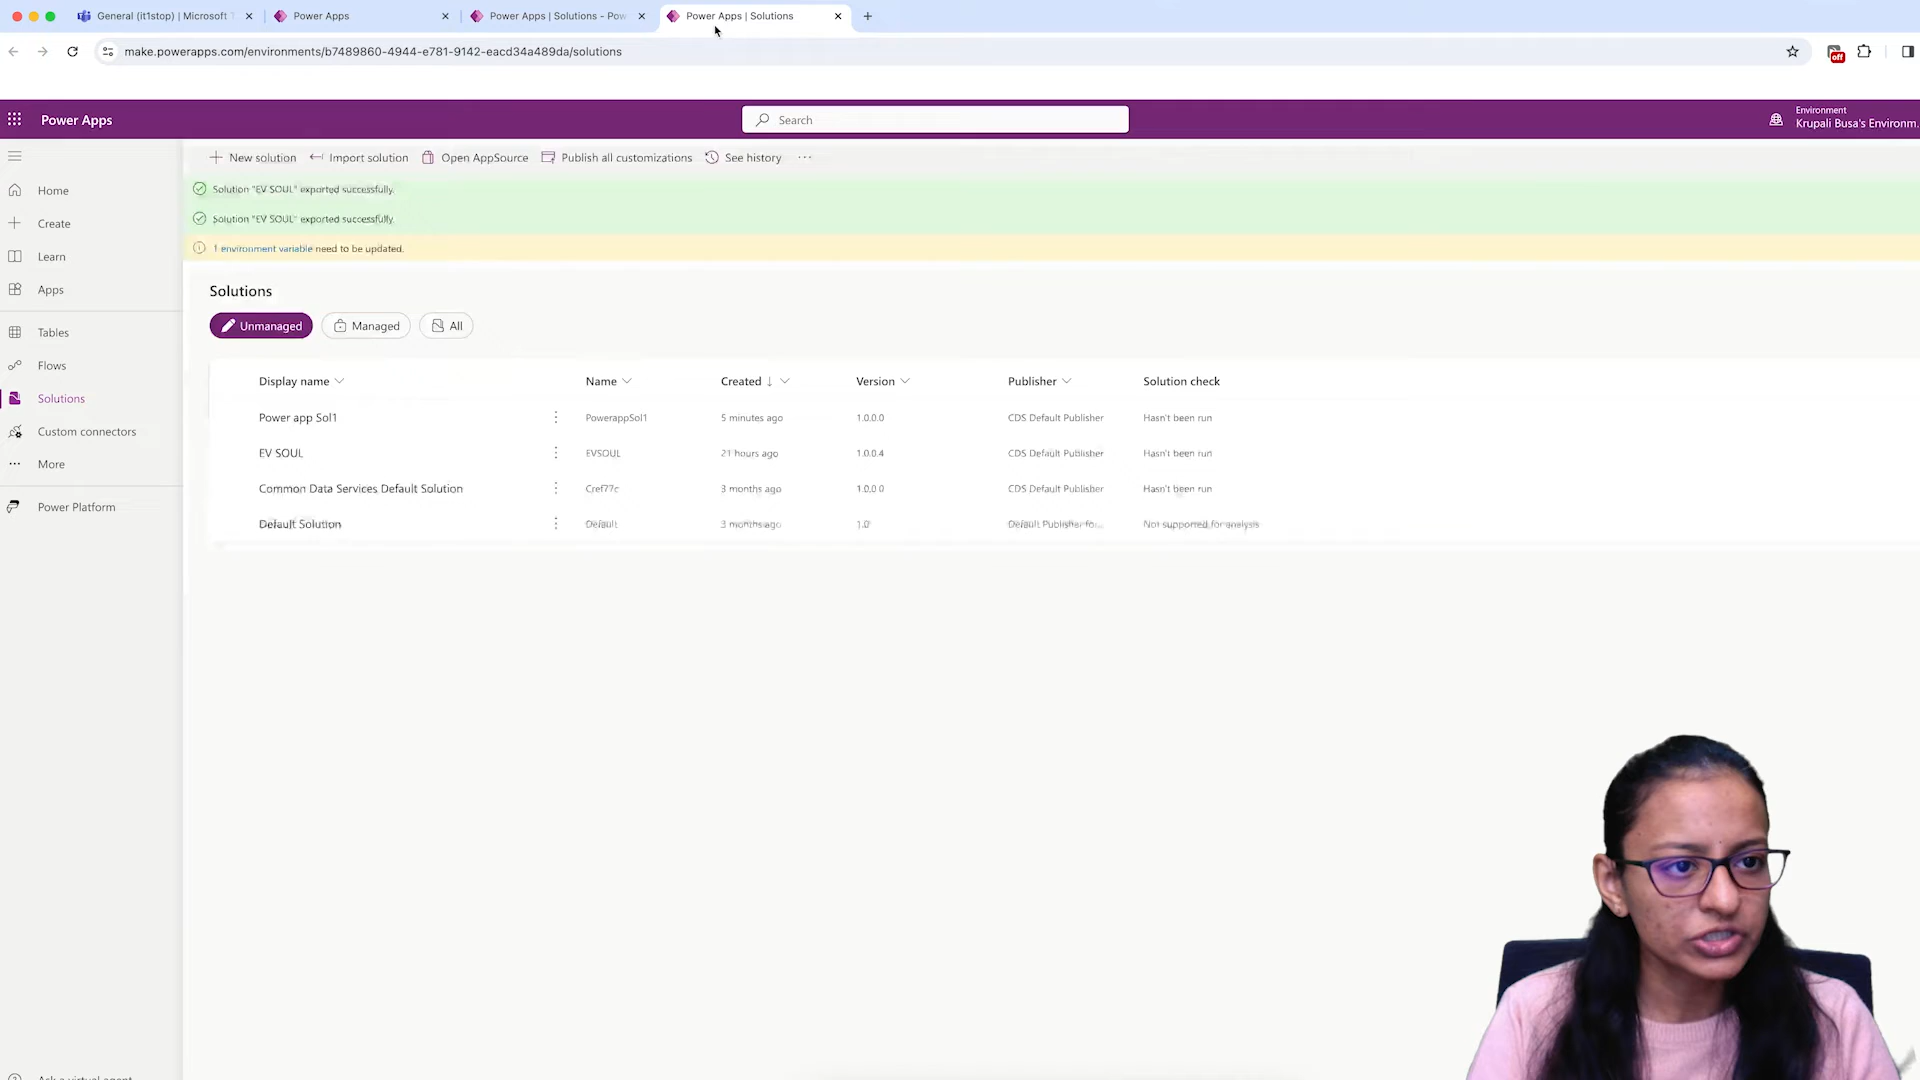 General (it1stop) | Microsoft T
Power Apps
Power Apps | Solutions - Pow
Power Apps | Solutions
make.powerapps.com/environments/b7489860-4944-e781-9142-eacd34a489da/solutions
off
Power Apps
Search
Environment
Krupali Busa's Environm...
New solution
Import solution
Open AppSource
Publish all customizations
See history
Home
Create
Learn
Apps
Tables
Flows
Solutions
Custom connectors
More
Power Platform
Solution "EV SOUL" exported successfully.
Solution "EV SOUL" exported successfully.
1 environment variable need to be updated.
Solutions
Unmanaged
Managed
All
Display name Name Created Version Publisher Solution check
Power app Sol1 PowerappSol1 5 minutes ago 1.0.0.0 CDS Default Publisher Hasn't been run
EV SOUL EVSOUL 21 hours ago 1.0.0.4 CDS Default Publisher Hasn't been run
Common Data Services Default Solution Cref77c 3 months ago 1.0.0.0 CDS Default Publisher Hasn't been run
Default Solution Default 3 months ago 1.0 Default Publisher for... Not supported for analysis
Ask a virtual agent